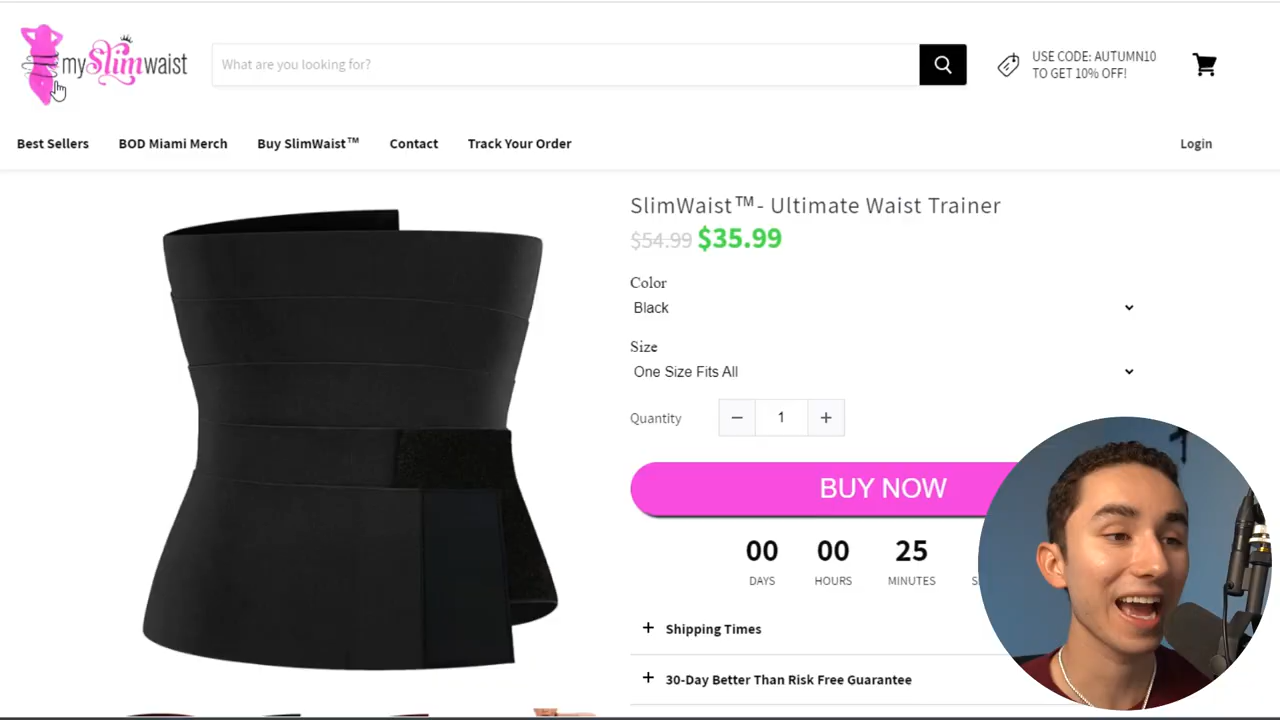 my Slim waist
What are you looking for?
USE CODE: AUTUMN10
TO GET 10% OFF!
Best Sellers
BOD Miami Merch
Buy SlimWaist™
Contact
Track Your Order
Login
SlimWaist™- Ultimate Waist Trainer
$54.99 $35.99
Color
Black
Size
One Size Fits All
Quantity
1
BUY NOW
00 00 25
DAYS HOURS MINUTES S
Shipping Times
30-Day Better Than Risk Free Guarantee